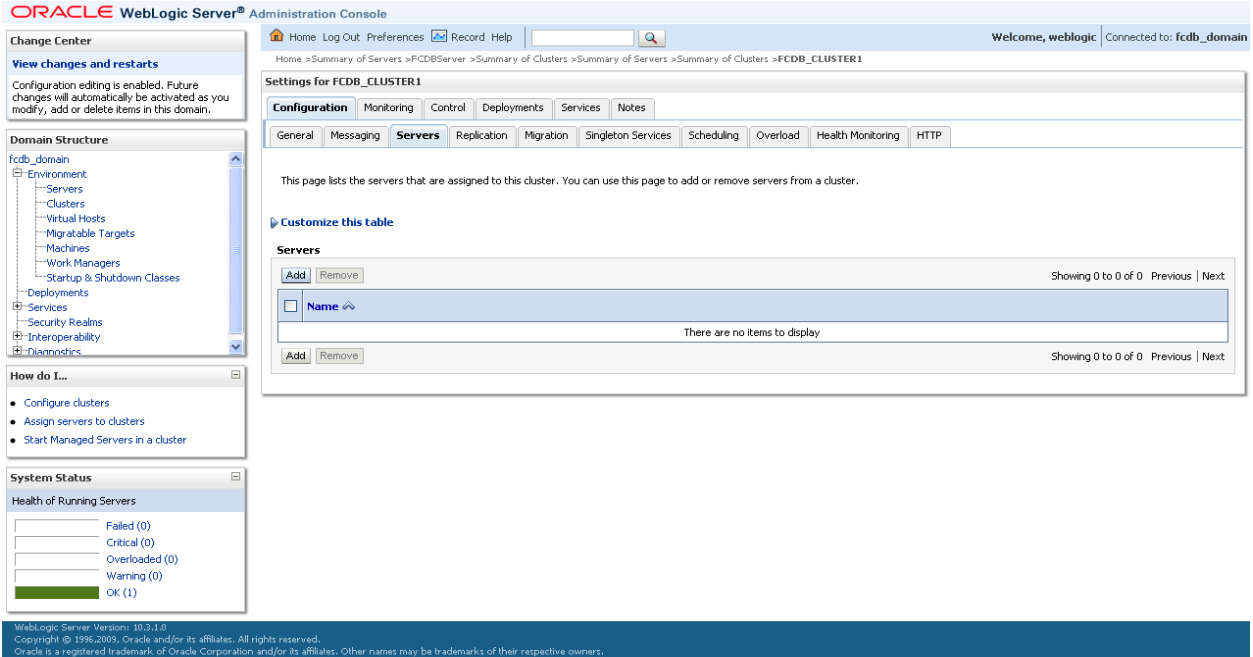 ORACLE WebLogic Server® Administration Console
Change Center
View changes and restarts
Configuration editing is enabled. Future
changes will automatically be activated as you
modify, add or delete items in this domain.
Domain Structure
fcdb_domain
Environment
Servers
Clusters
Virtual Hosts
Migratable Targets
Machines
Work Managers
Startup & Shutdown Classes
Deployments
Services
Security Realms
Interoperability
Diagnostics
How do I...
Configure clusters
Assign servers to clusters
Start Managed Servers in a cluster
System Status
Health of Running Servers
Failed (0)
Critical (0)
Overloaded (0)
Warning (0)
OK (1)
Home Log Out Preferences Record Help
Welcome, weblogic Connected to: fcdb_domain
Home >Summary of Servers >FCDBServer >Summary of Clusters >Summary of Servers >Summary of Clusters >FCDB_CLUSTER1
Settings for FCDB_CLUSTER1
Configuration Monitoring Control Deployments Services Notes
General Messaging Servers Replication Migration Singleton Services Scheduling Overload Health Monitoring HTTP
This page lists the servers that are assigned to this cluster. You can use this page to add or remove servers from a cluster.
Customize this table
Servers
Add Remove Showing 0 to 0 of 0 Previous | Next
Name
There are no items to display
Add Remove Showing 0 to 0 of 0 Previous | Next
WebLogic Server Version: 10.3.1.0
Copyright © 1996,2009, Oracle and/or its affiliates. All rights reserved.
Oracle is a registered trademark of Oracle Corporation and/or its affiliates. Other names may be trademarks of their respective owners.